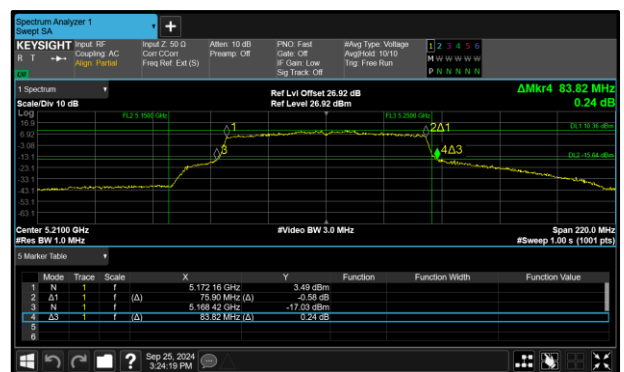 Spectrum Analyzer 1
Swept SA
+
KEYSIGHT Input: RF Input Z: 50 Ω Atten: 10 dB PNO: Fast #Avg Type: Voltage 1 2 3 4 5 6
R T Coupling: AC Corr CCorr Preamp: Off Gate: Off Avg|Hold: 10/10 M W W W W W
Align: Partial Freq Ref: Ext (S) IF Gain: Low Trig: Free Run
Sig Track: Off P N N N N N
1 Spectrum Ref Lvl Offset 26.92 dB ΔMkr4 83.82 MHz
Scale/Div 10 dB Ref Level 26.92 dBm 0.24 dB
Log FL2 5.1500 GHz FL3 5.2500 GHz
16.9
6.92
-3.08
-13.1
-23.1
-33.1
-43.1
-53.1
-63.1
1 2Δ1 DL1 10.36 dBm
3 4Δ3 DL2 -15.64 dBm
Center 5.2100 GHz #Video BW 3.0 MHz Span 220.0 MHz
#Res BW 1.0 MHz #Sweep 1.00 s (1001 pts)
5 Marker Table
Mode Trace Scale X Y Function Function Width Function Value
1 N 1 f 5.172 16 GHz 3.49 dBm
2 Δ1 1 f (Δ) 75.90 MHz (Δ) -0.58 dB
3 N 1 f 5.168 42 GHz -17.03 dBm
4 Δ3 1 f (Δ) 83.82 MHz (Δ) 0.24 dB
5
6
? Sep 25, 2024
3:24:19 PM